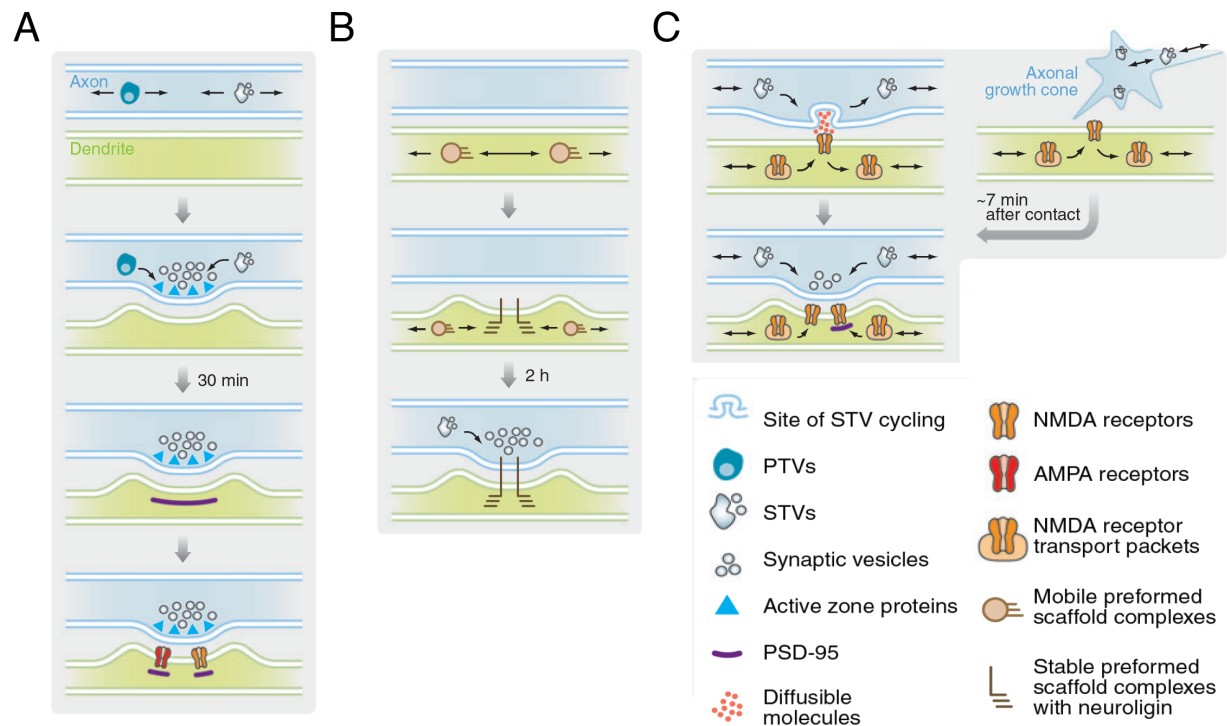 A
B
C
Axon
Dendrite
30 min
2 h
Axonal
growth cone
~7 min
after contact
Site of STV cycling
PTVs
STVs
Synaptic vesicles
Active zone proteins
PSD-95
Diffusible
molecules
NMDA receptors
AMPA receptors
NMDA receptor
transport packets
Mobile preformed
scaffold complexes
Stable preformed
scaffold complexes
with neuroligin